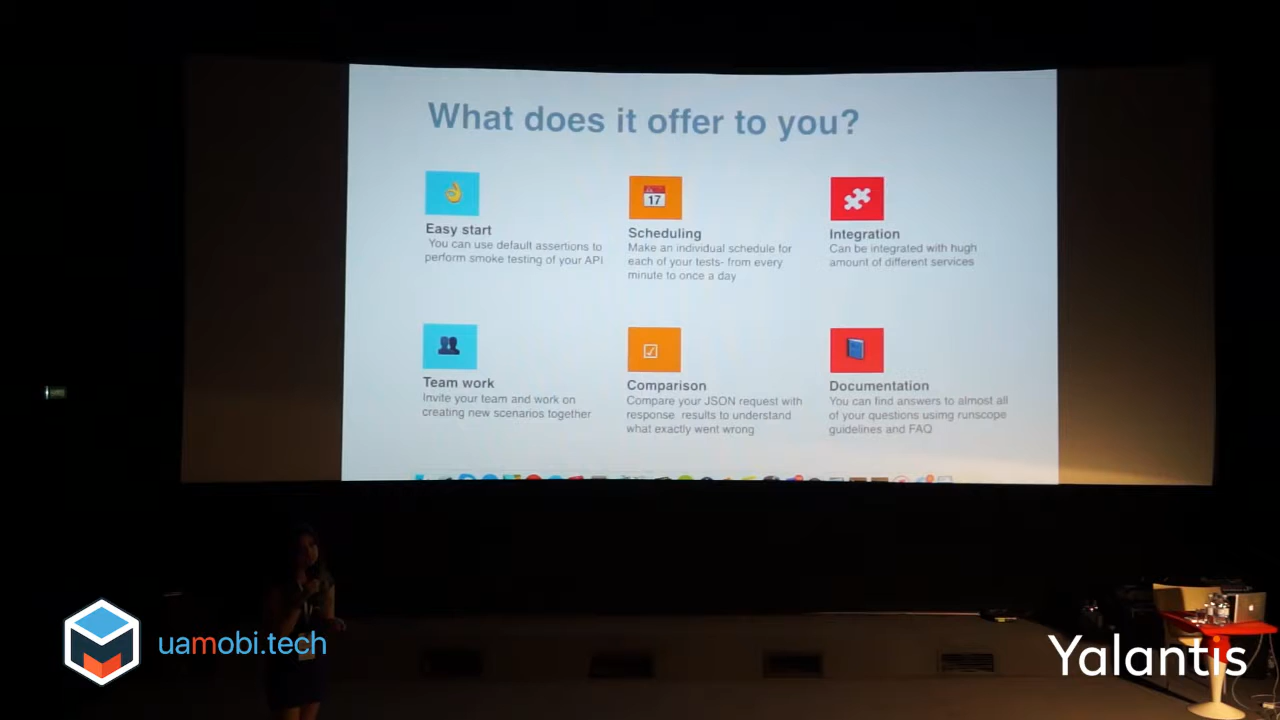 What does it offer to you?
Easy start
You can use default assertions to
perform smoke testing of your API
17
Scheduling
Make an individual schedule for
each of your tests- from every
minute to once a day
Integration
Can be integrated with hugh
amount of different services
Team work
Invite your team and work on
creating new scenarios together
Comparison
Compare your JSON request with
response results to understand
what exactly went wrong
Documentation
You can find answers to almost all
of your questions usimg runscope
guidelines and FAQ
uamobi.tech
Yalantis